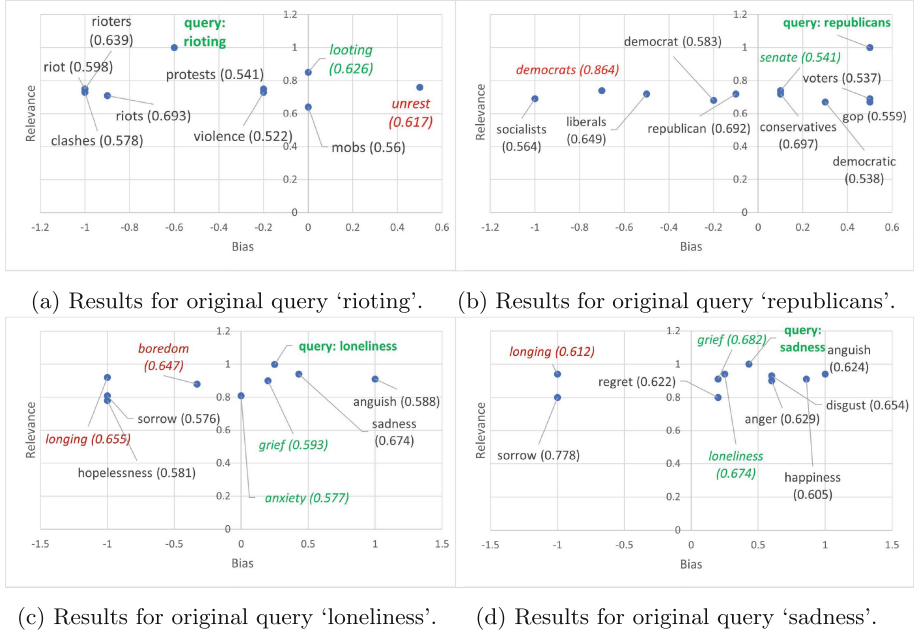 rioters
(0.639)
query:
rioting
looting
(0.626)
riot (0.598)
protests (0.541)
unrest
(0.617)
riots (0.693)
clashes (0.578)
violence (0.522)
mobs (0.56)
Relevance
1.2
1
0.8
0.6
0.4
0.2
0
-1.2
-1
-0.8
-0.6
-0.4
-0.2
0
0.2
0.4
0.6
Bias
query: republicans
democrat (0.583)
senate (0.541)
democrats (0.864)
voters (0.537)
gop (0.559)
socialists
(0.564)
liberals
(0.649)
republican (0.692)
conservatives
(0.697)
democratic
(0.538)
Relevance
1.2
1
0.8
0.6
0.4
0.2
0
-1.2
-1
-0.8
-0.6
-0.4
-0.2
0
0.2
0.4
0.6
Bias
(a) Results for original query ‘rioting’.
(b) Results for original query ‘republicans’.
boredom
(0.647)
query: loneliness
sorrow (0.576)
anguish (0.588)
sadness
(0.674)
longing (0.655)
grief (0.593)
hopelessness (0.581)
anxiety (0.577)
Relevance
1.2
1
0.8
0.6
0.4
0.2
0
-1.5
-1
-0.5
0
0.5
1
1.5
Bias
longing (0.612)
grief (0.682)
query:
sadness
anguish
(0.624)
regret (0.622)
disgust (0.654)
anger (0.629)
sorrow (0.778)
loneliness
(0.674)
happiness
(0.605)
Relevance
1.2
1
0.8
0.6
0.4
0.2
0
-1.5
-1
-0.5
0
0.5
1
1.5
Bias
(c) Results for original query ‘loneliness’.
(d) Results for original query ‘sadness’.